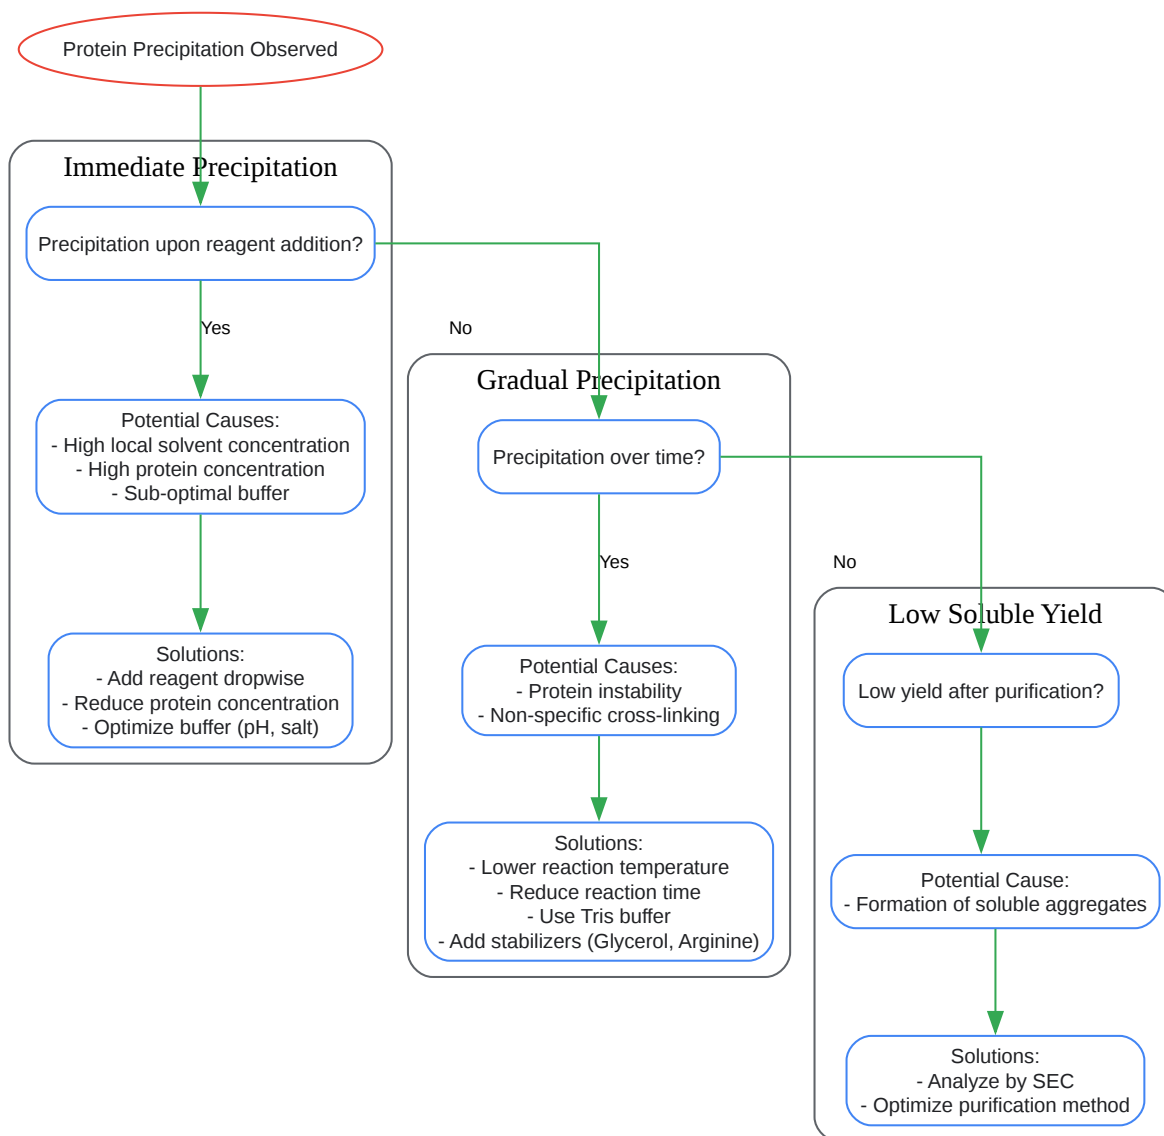 Protein Precipitation Observed
Immediate Precipitation
Precipitation upon reagent addition?
Yes
No
Potential Causes:
- High local solvent concentration
- High protein concentration
- Sub-optimal buffer
Solutions:
- Add reagent dropwise
- Reduce protein concentration
- Optimize buffer (pH, salt)
Gradual Precipitation
Precipitation over time?
Yes
No
Potential Causes:
- Protein instability
- Non-specific cross-linking
Solutions:
- Lower reaction temperature
- Reduce reaction time
- Use Tris buffer
- Add stabilizers (Glycerol, Arginine)
Low Soluble Yield
Low yield after purification?
Potential Cause:
- Formation of soluble aggregates
Solutions:
- Analyze by SEC
- Optimize purification method